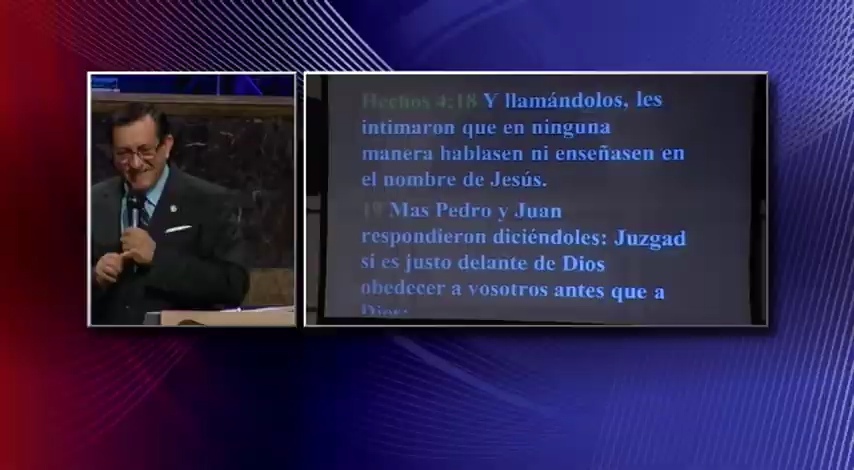 Hechos 4:18 Y llamándolos, les
intimaron que en ninguna
manera hablasen ni enseñasen en
el nombre de Jesús.
19 Mas Pedro y Juan
respondieron diciéndoles: Juzgad
si es justo delante de Dios
obedecer a vosotros antes que a
Dios;